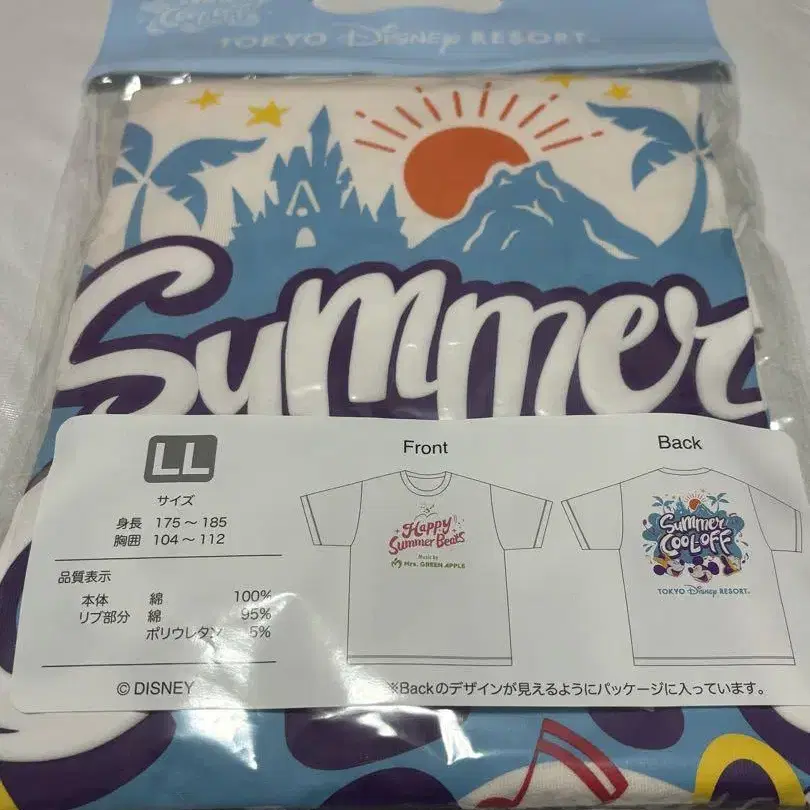 TOKYO Disney RESORT
Summer
LL
サイズ
身長 175～185
胸囲 104～112
品質表示
本体 綿 100%
リブ部分 綿 95%
ポリウレタン 5%
© DISNEY
Front
Happy
Summer Beats
Music by
Mrs. GREEN APPLE
Back
Summer
COOL OFF
TOKYO Disney RESORT
※Backのデザインが見えるようにパッケージに入っています。